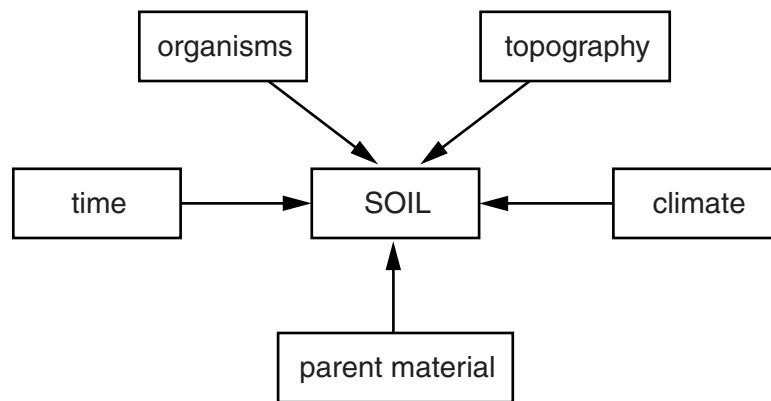 organisms
topography
time
SOIL
climate
parent material